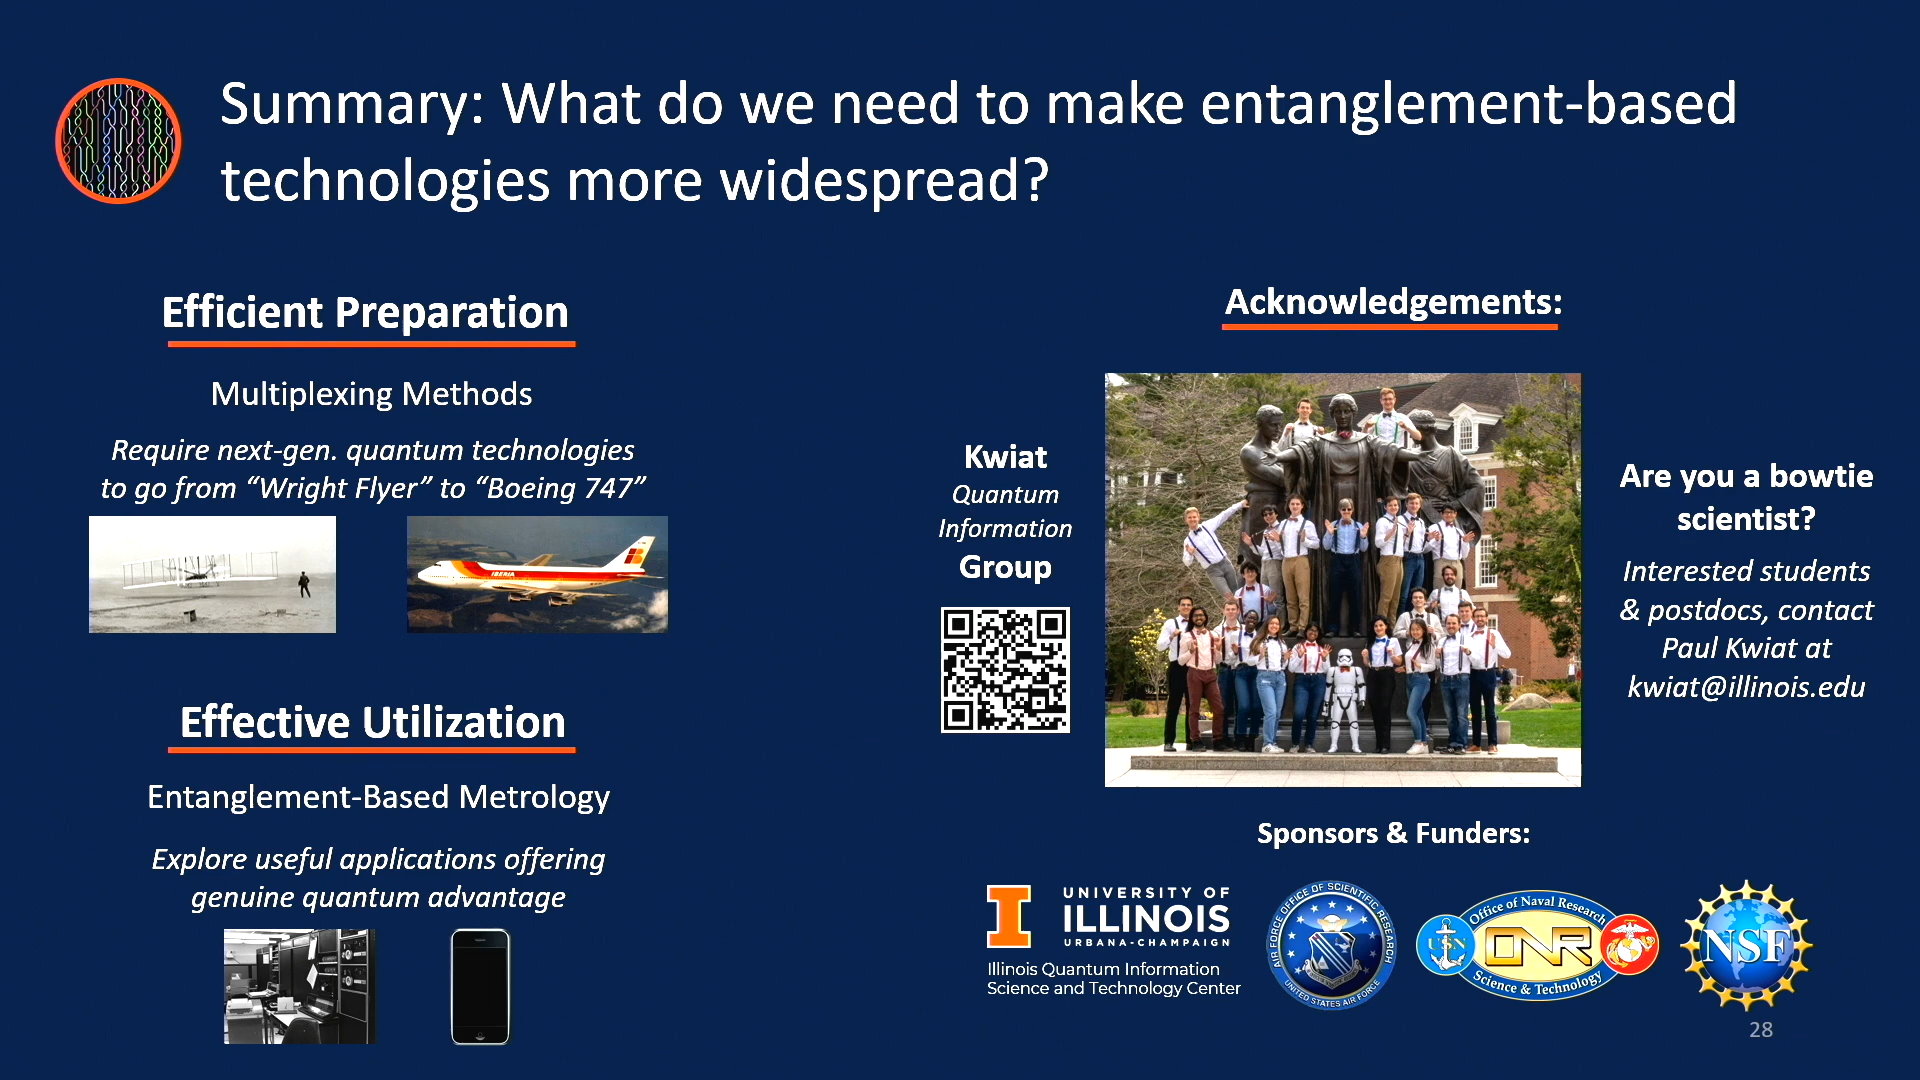 Summary: What do we need to make entanglement-based
technologies more widespread?
Efficient Preparation
Multiplexing Methods
Require next-gen. quantum technologies
to go from “Wright Flyer” to “Boeing 747”
IBERIA
Effective Utilization
Entanglement-Based Metrology
Explore useful applications offering
genuine quantum advantage
Acknowledgements:
Kwiat
Quantum
Information
Group
Are you a bowtie
scientist?
Interested students
& postdocs, contact
Paul Kwiat at
kwiat@illinois.edu
Sponsors & Funders:
UNIVERSITY OF
ILLINOIS
URBANA-CHAMPAIGN
Illinois Quantum Information
Science and Technology Center
AIR FORCE OFFICE OF SCIENTIFIC RESEARCH
UNITED STATES AIR FORCE
Office of Naval Research
USN
ONR
Science & Technology
NSF
28